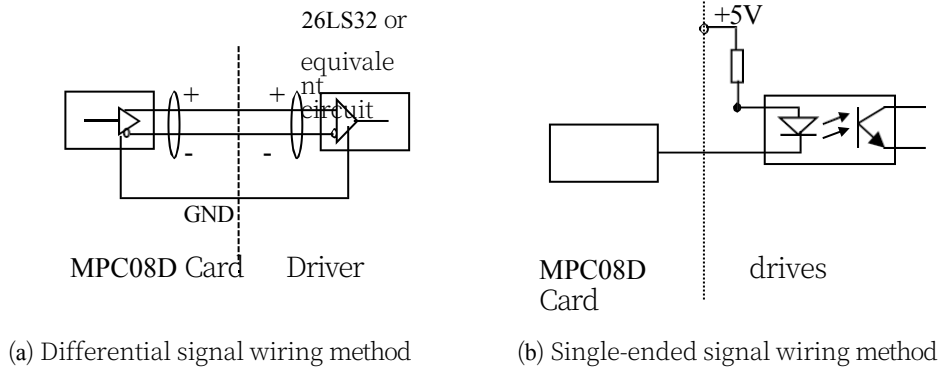 26LS32 or
equivale
nt
circuit
+ +
- -
GND
MPC08D Card Driver
(a) Differential signal wiring method
+5V
MPC08D
Card
drives
(b) Single-ended signal wiring method